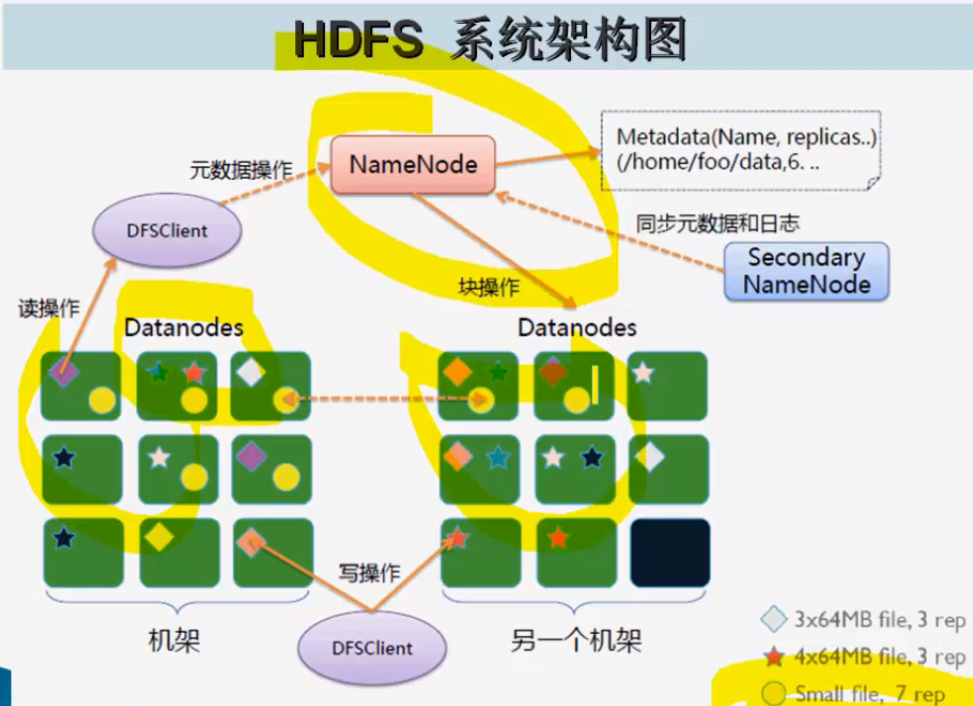 HDFS 系统架构图
元数据操作
NameNode
Metadata(Name, replicas..)
(/home/foo/data,6. ..
DFSClient
同步元数据和日志
Secondary
NameNode
读操作
块操作
Datanodes
Datanodes
写操作
机架
DFSClient
另一个机架
3x64MB file, 3 rep
4x64MB file, 3 rep
Small file, 7 rep